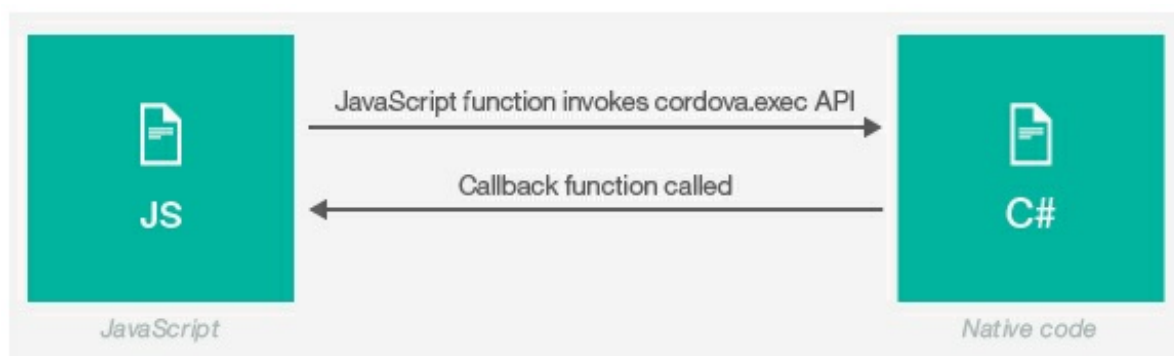 JavaScript function invokes cordova.exec API
Callback function called
JS
C#
JavaScript
Native code